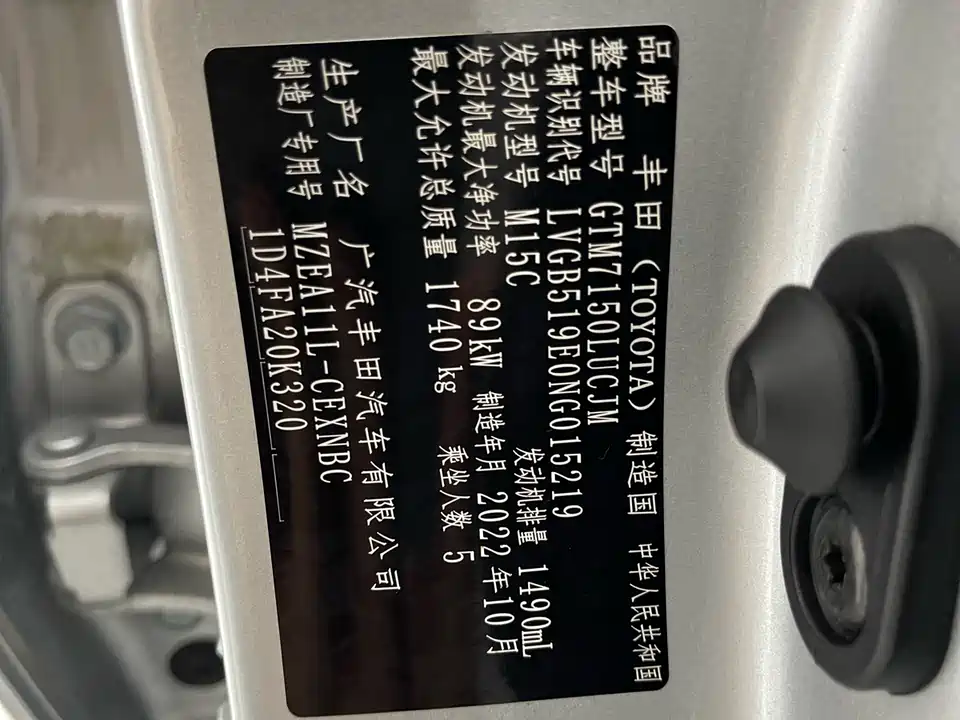 品牌 丰田 (TOYOTA) 制造国 中华人民共和国
整车型号 GTM7150LUCJM
车辆识别代号 LVGB519E0NG015219
发动机型号 M15C 发动机排量 1490mL
发动机最大净功率 89kW 制造年月 2022年10月
最大允许总质量 1740 kg 乘坐人数 5
生产厂名 广汽丰田汽车有限公司
制造厂专用号 MZEA11L-CEXNBC
1D4FA20K320